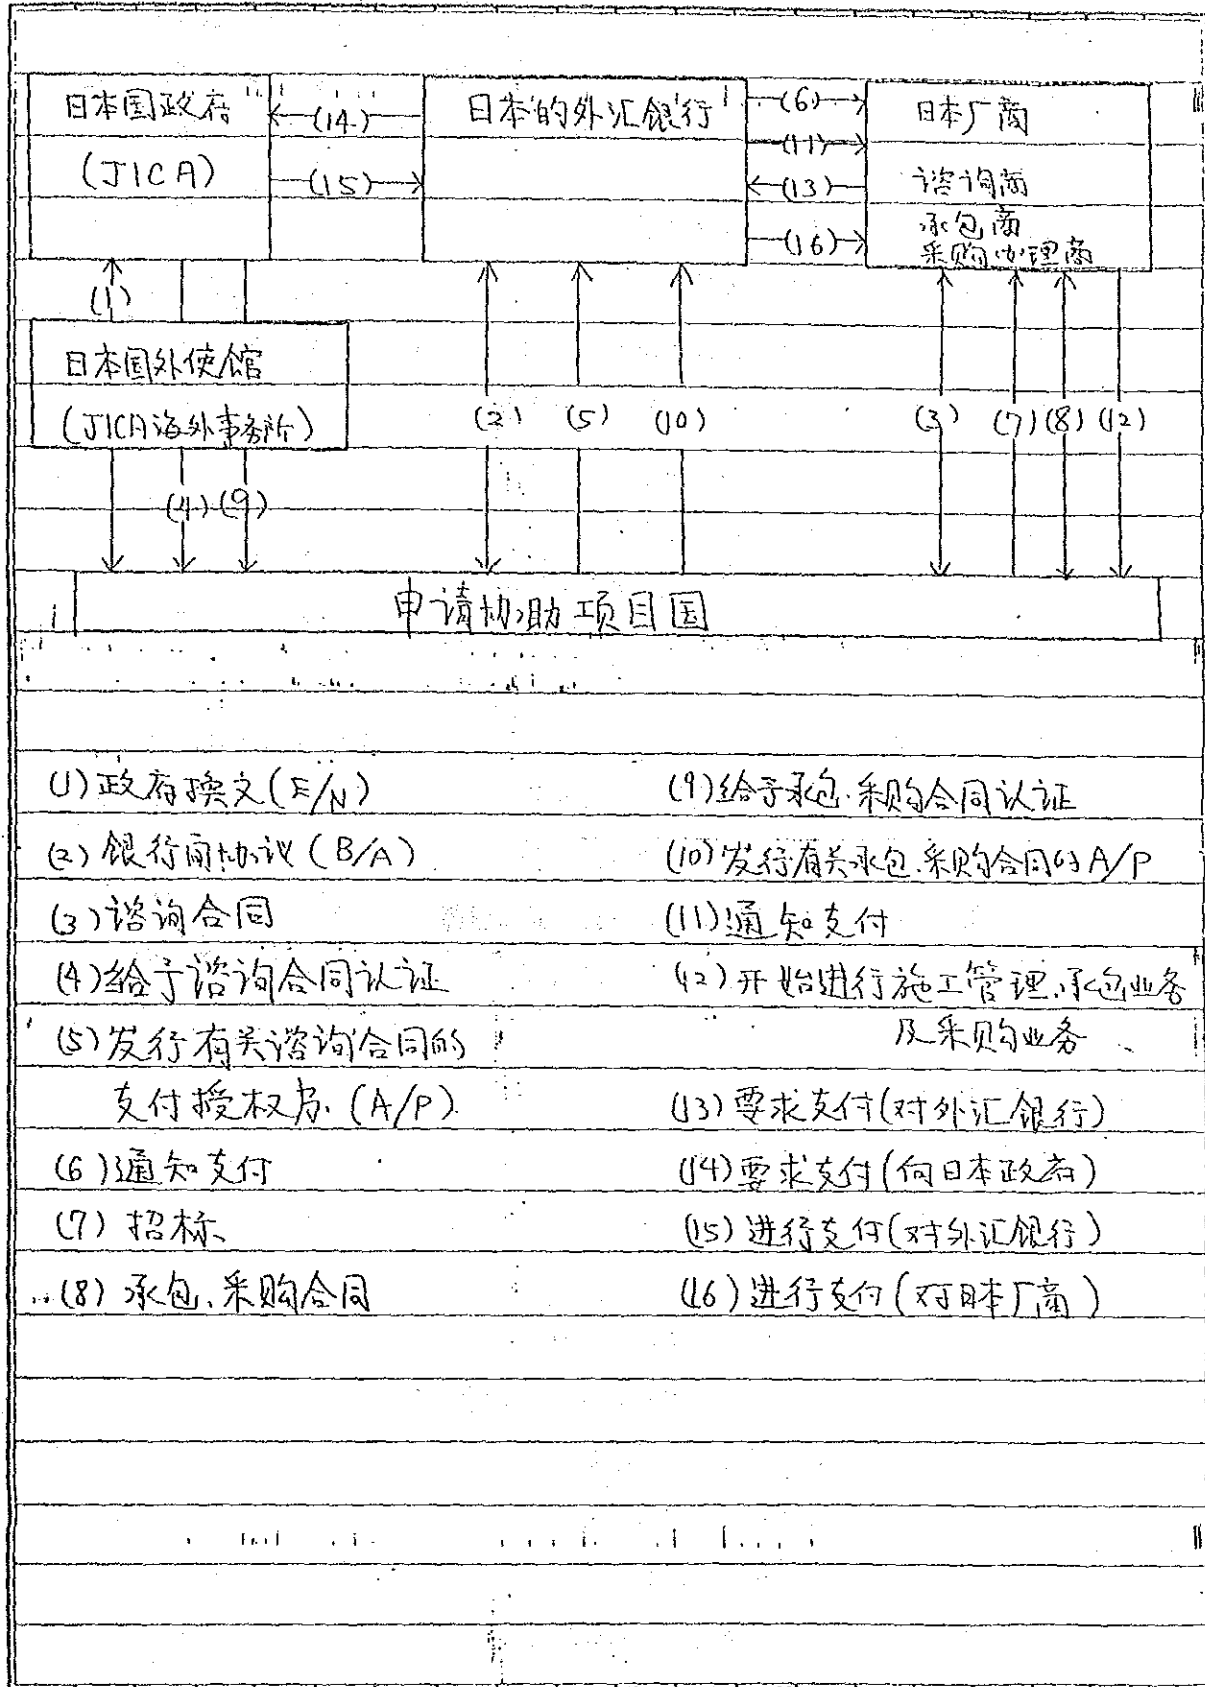 日本国政府
(JICA)
(14)
(15)
日本的外汇银行
(6)
(11)
(13)
(16)
日本厂商
谘询商
承包商
采购办理商
(1)
日本国外使馆
(JICA海外事务所)
(4) (9)
(2) (5) (10)
(3) (7) (8) (12)
申请协助项目国
(1) 政府换文(E/N)
(2) 银行间协议(B/A)
(3) 谘询合同
(4) 给予谘询合同认证
(5) 发行有关谘询合同的
支付授权书(A/P)
(6) 通知支付
(7) 招标
(8) 承包、采购合同
(9) 给予承包、采购合同认证
(10) 发行有关承包、采购合同的A/P
(11) 通知支付
(12) 开始进行施工管理、承包业务
及采购业务
(13) 要求支付(对外汇银行)
(14) 要求支付(向日本政府)
(15) 进行支付(对外汇银行)
(16) 进行支付(对日本厂商)